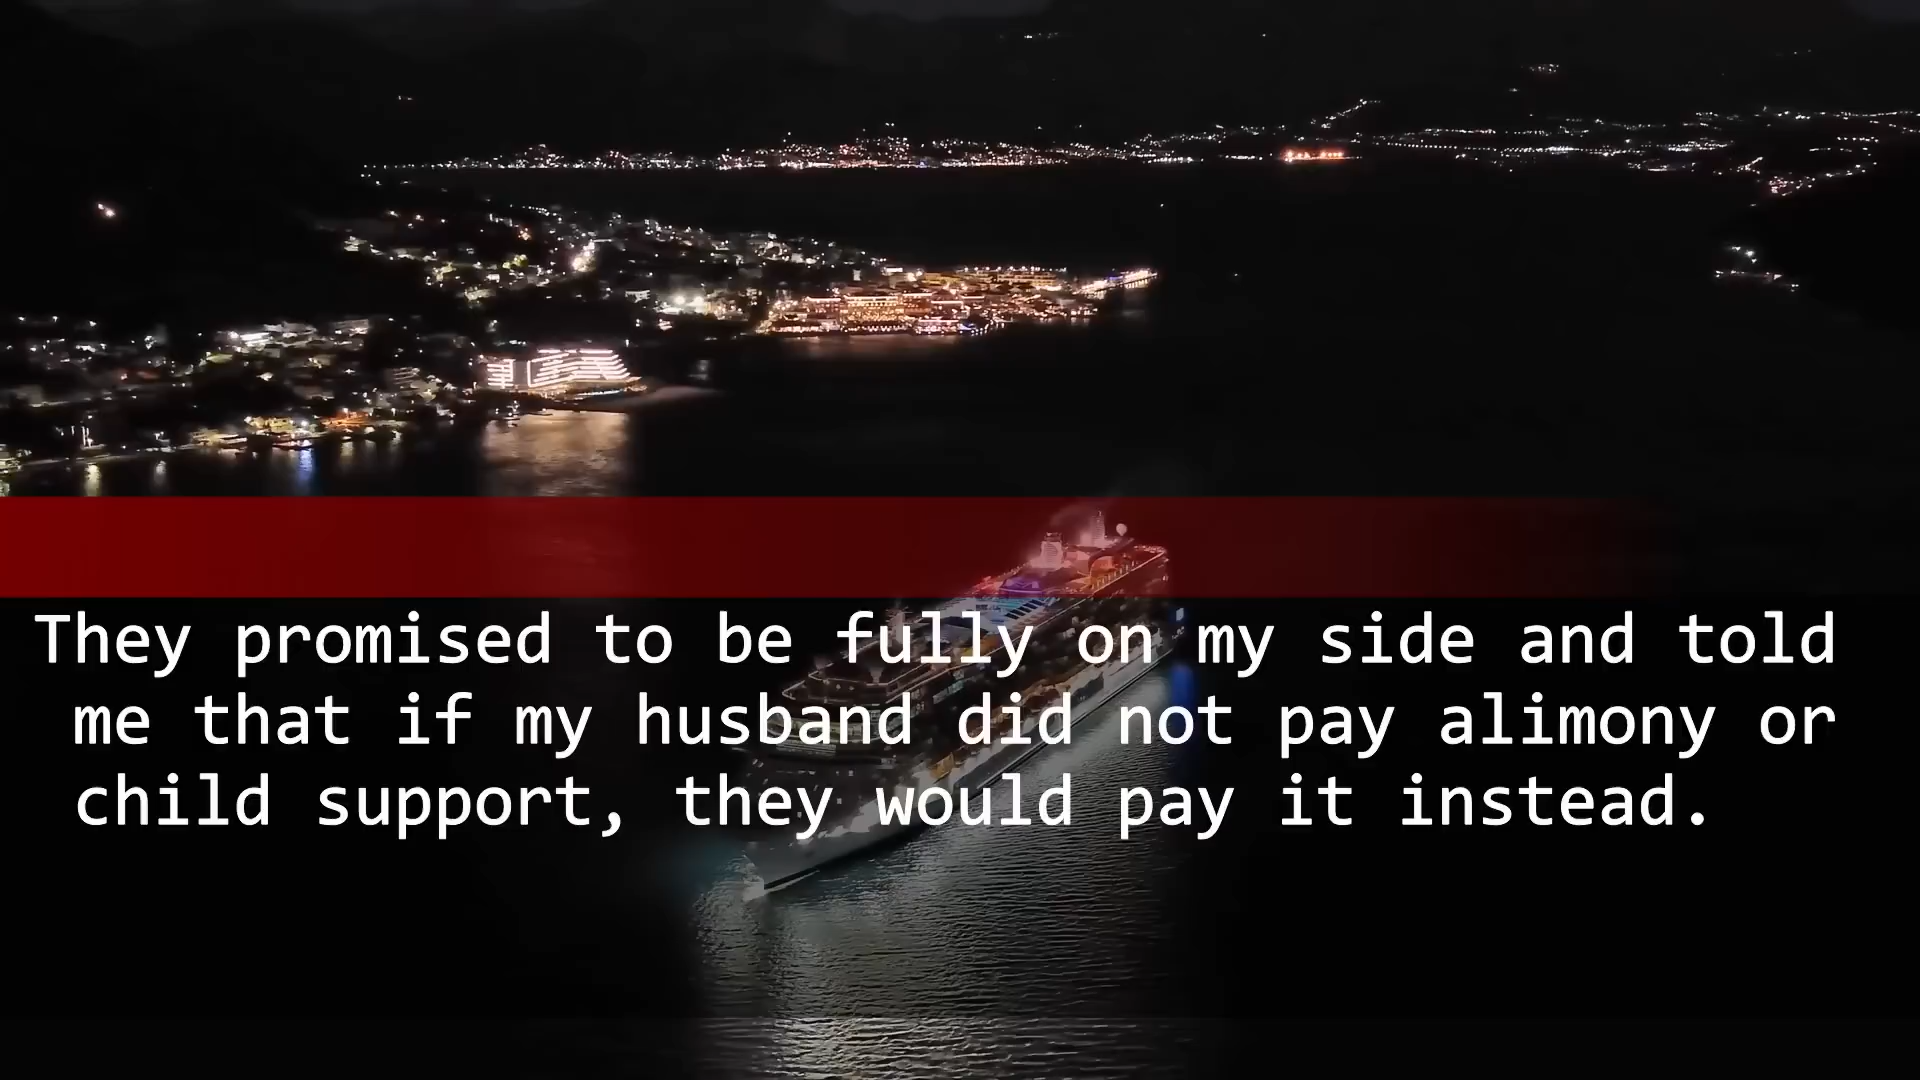 They promised to be fully on my side and told
me that if my husband did not pay alimony or
child support, they would pay it instead.